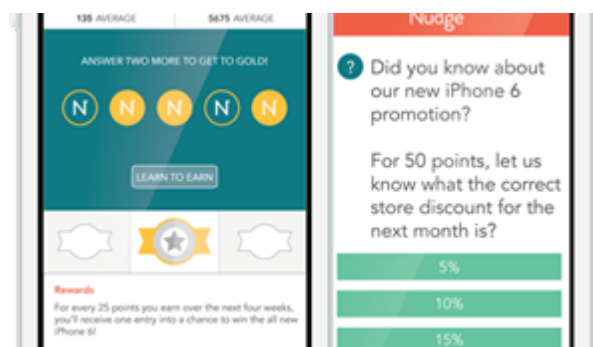 135 AVERAGE
5675 AVERAGE
ANSWER TWO MORE TO GET TO GOLD!
N N N N N
LEARN TO EARN
Rewards
For every 25 points you earn over the next four weeks,
you'll receive one entry into a chance to win the all new
iPhone 6!
Nudge
?
Did you know about
our new iPhone 6
promotion?
For 50 points, let us
know what the correct
store discount for the
next month is?
5%
10%
15%